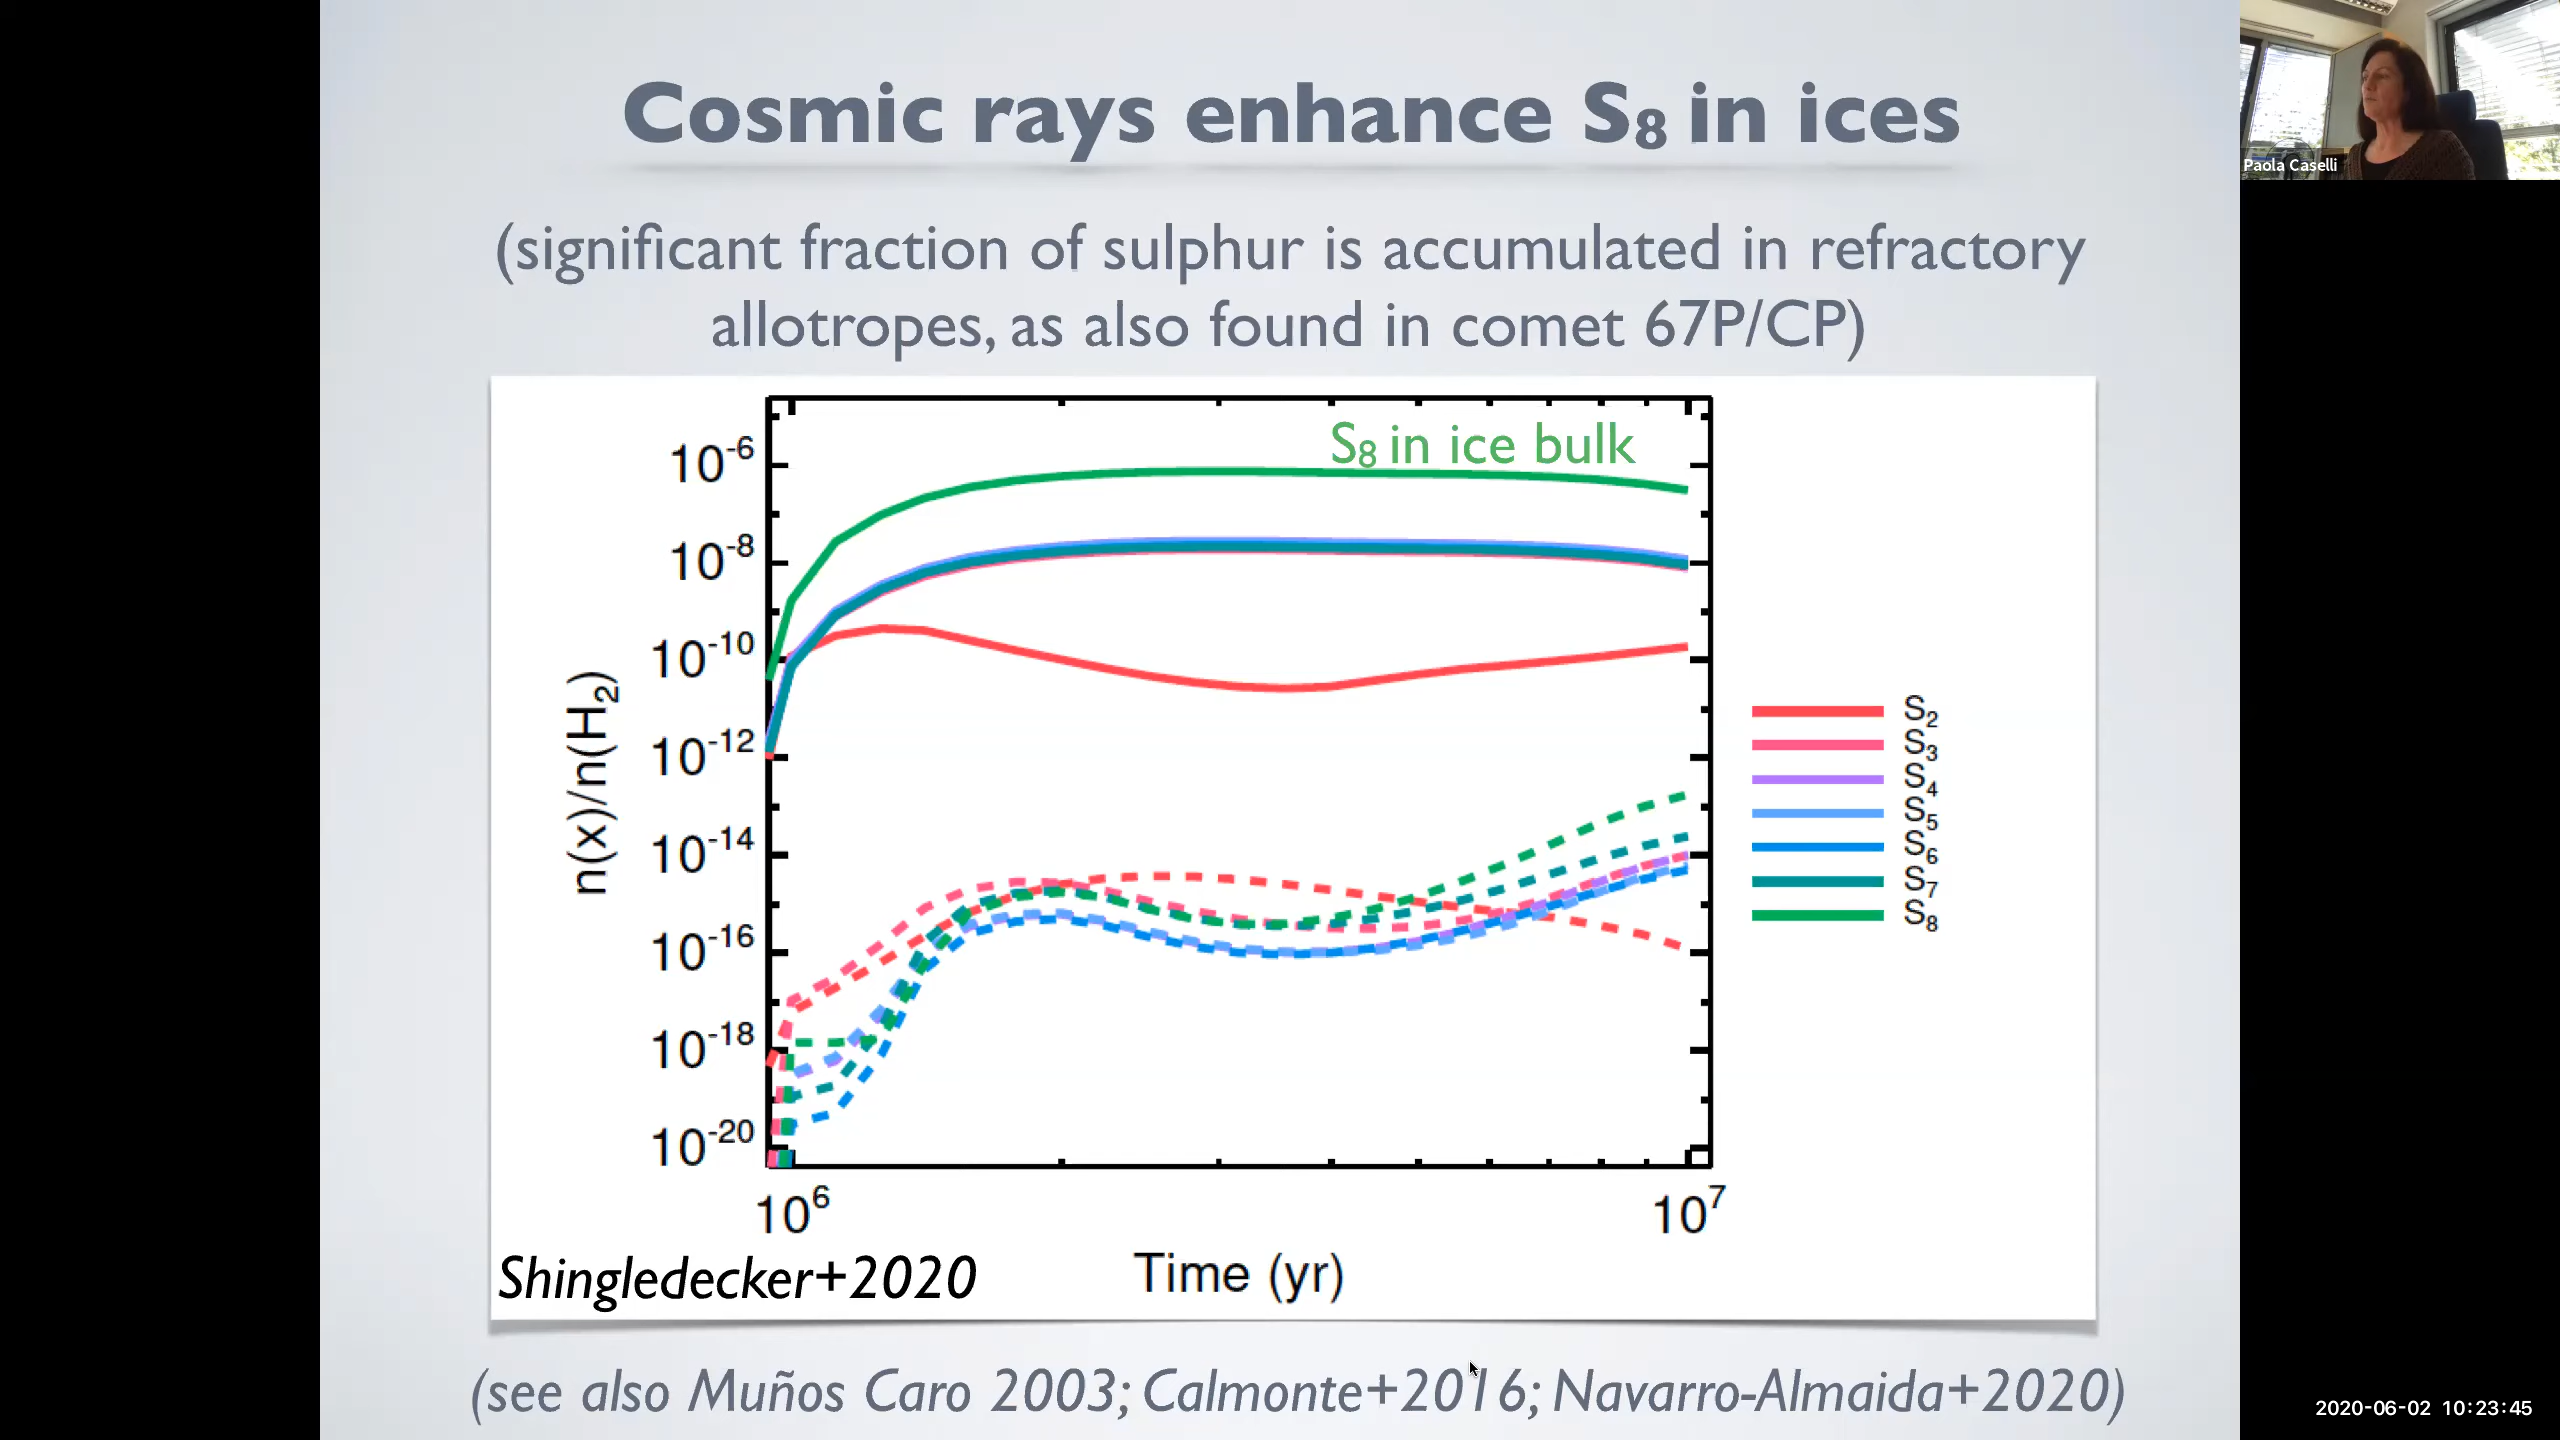 Cosmic rays enhance S₈ in ices
Paola Caselli
(significant fraction of sulphur is accumulated in refractory
allotropes, as also found in comet 67P/CP)
S₈ in ice bulk
10⁻⁶
10⁻⁸
10⁻¹⁰
10⁻¹²
10⁻¹⁴
10⁻¹⁶
10⁻¹⁸
10⁻²⁰
n(x)/n(H₂)
S₂
S₃
S₄
S₅
S₆
S₇
S₈
10⁶
10⁷
Time (yr)
Shingledecker+2020
(see also Muños Caro 2003; Calmonte+2016; Navarro-Almaida+2020)
2020-06-02 10:23:45